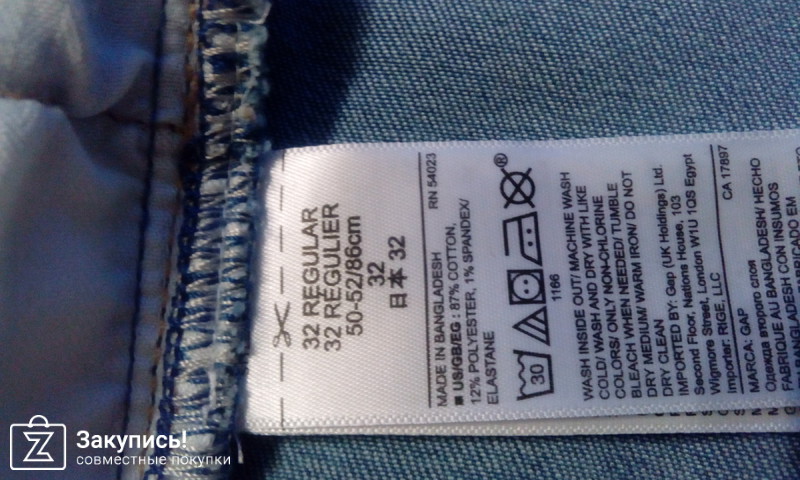 32 REGULAR
32 REGULIER
50-52/86cm
32
日本 32
MADE IN BANGLADESH RN 54023
■ US/GB/EG : 87% COTTON,
12% POLYESTER, 1% SPANDEX/
ELASTANE
30
®
1166
WASH INSIDE OUT/ MACHINE WASH
COLD/ WASH AND DRY WITH LIKE
COLORS/ ONLY NON-CHLORINE
BLEACH WHEN NEEDED/ TUMBLE
DRY MEDIUM/ WARM IRON/ DO NOT
DRY CLEAN
IMPORTED BY: Gap (UK Holdings) Ltd.
Second Floor, Nations House, 103
Wigmore Street, London W1U 1QS Egypt
Importer: RIGE, LLC
CA 17897
MARCA: GAP
Одежда второго слоя
FABRIQUE AU BANGLADESH/ HECHO
BANGLADESH CON INSUMOS
Закупись!
совместные покупки